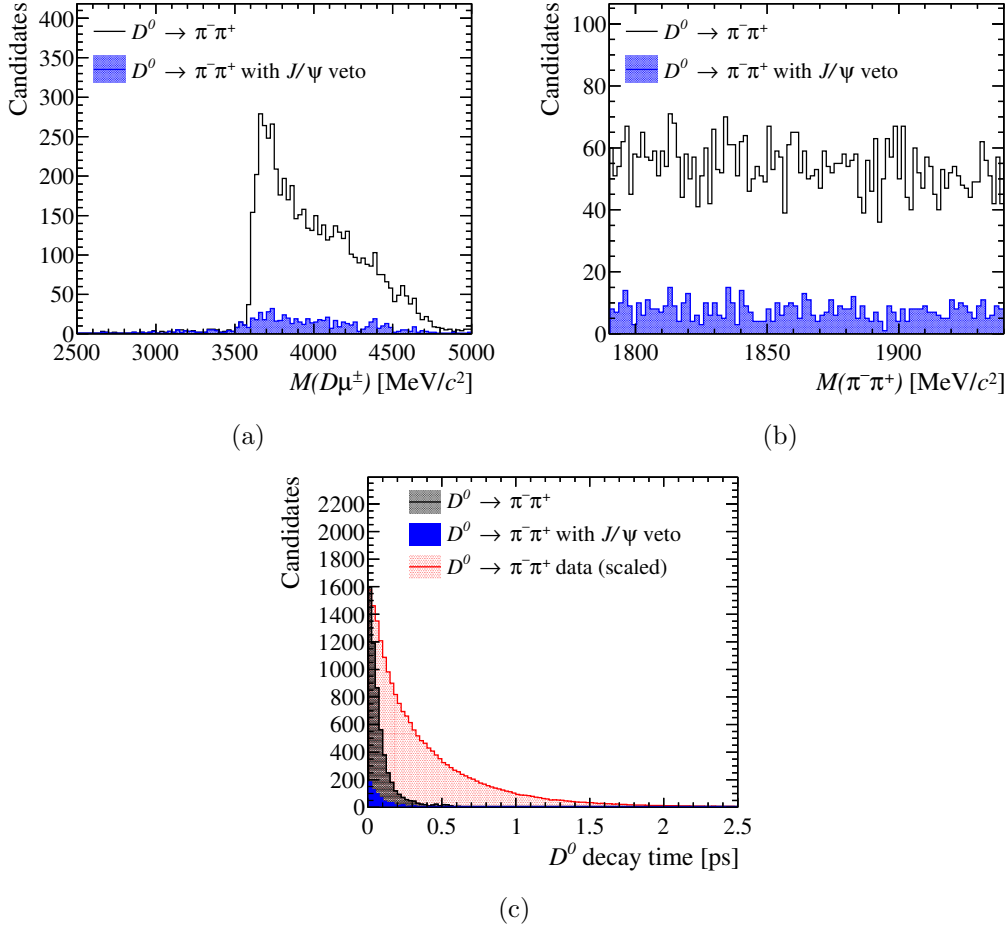 Candidates
400
350
300
250
200
150
100
50
0
D⁰ → π⁻π⁺
D⁰ → π⁻π⁺ with J/ψ veto
2500 3000 3500 4000 4500 5000
M(Dμ±) [MeV/c²]
(a)
Candidates
100
80
60
40
20
0
D⁰ → π⁻π⁺
D⁰ → π⁻π⁺ with J/ψ veto
1800 1850 1900
M(π⁻π⁺) [MeV/c²]
(b)
Candidates
2200
2000
1800
1600
1400
1200
1000
800
600
400
200
0
D⁰ → π⁻π⁺
D⁰ → π⁻π⁺ with J/ψ veto
D⁰ → π⁻π⁺ data (scaled)
0 0.5 1 1.5 2 2.5
D⁰ decay time [ps]
(c)